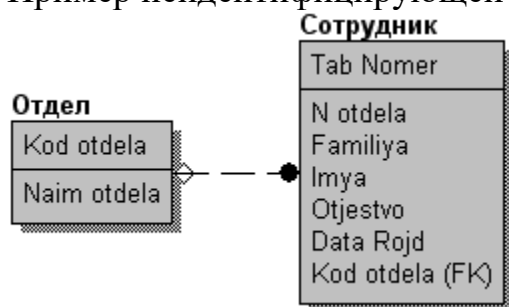 Пример неидентифицирующей
Сотрудник
Tab Nomer
N otdela
Familiya
Imya
Otjestvo
Data Rojd
Kod otdela (FK)
Отдел
Kod otdela
Naim otdela